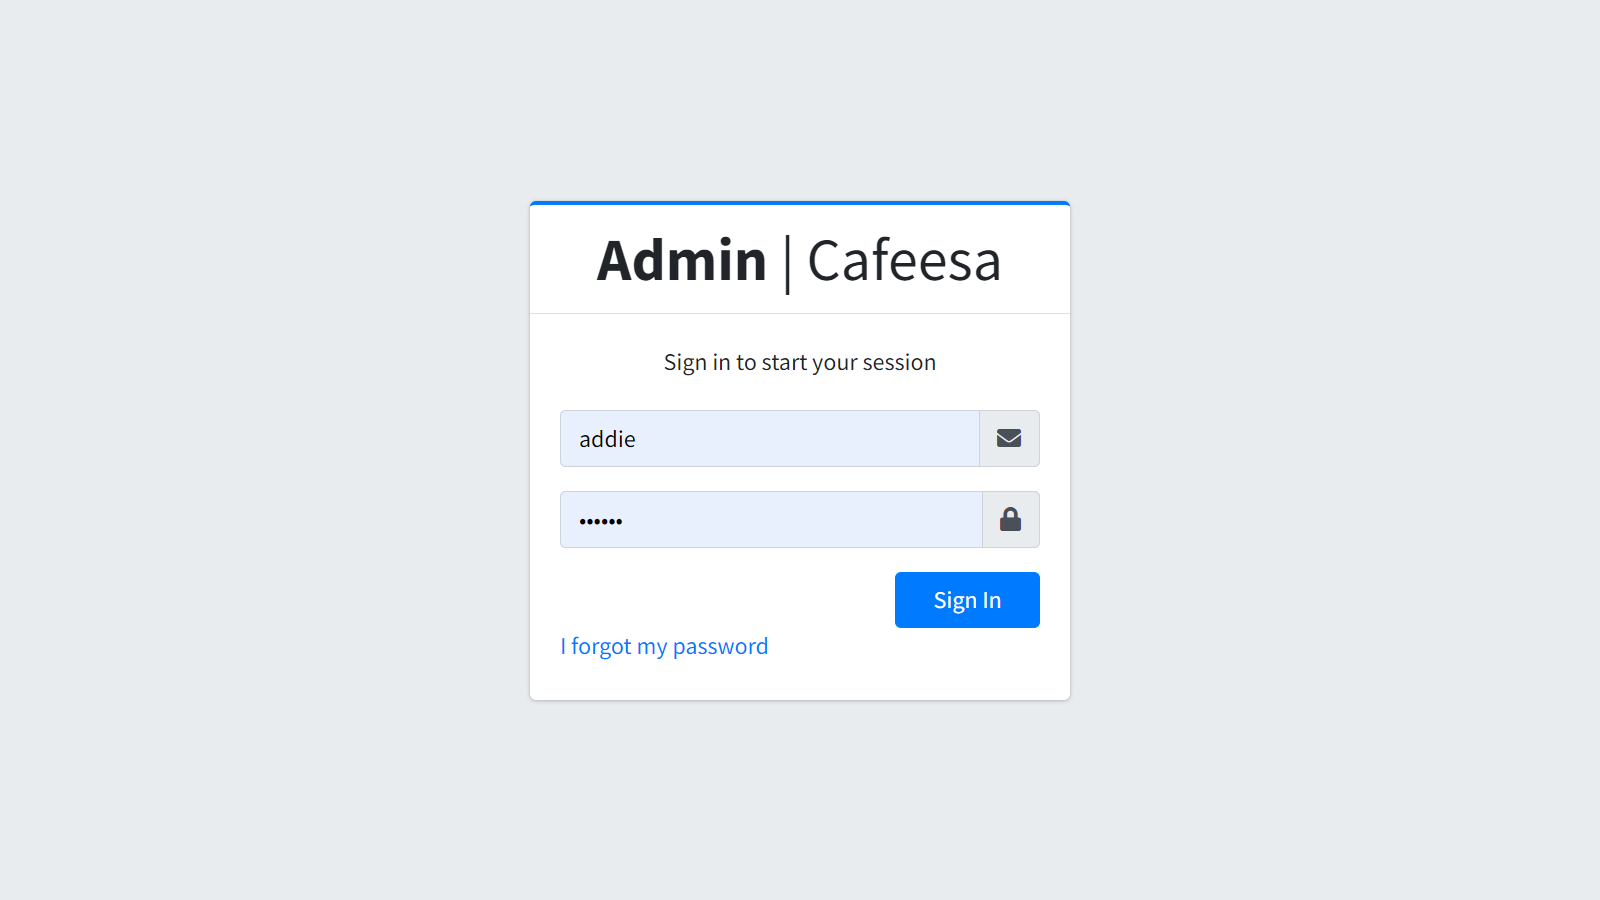 Admin | Cafeesa
Sign in to start your session
addie
••••••
Sign In
I forgot my password